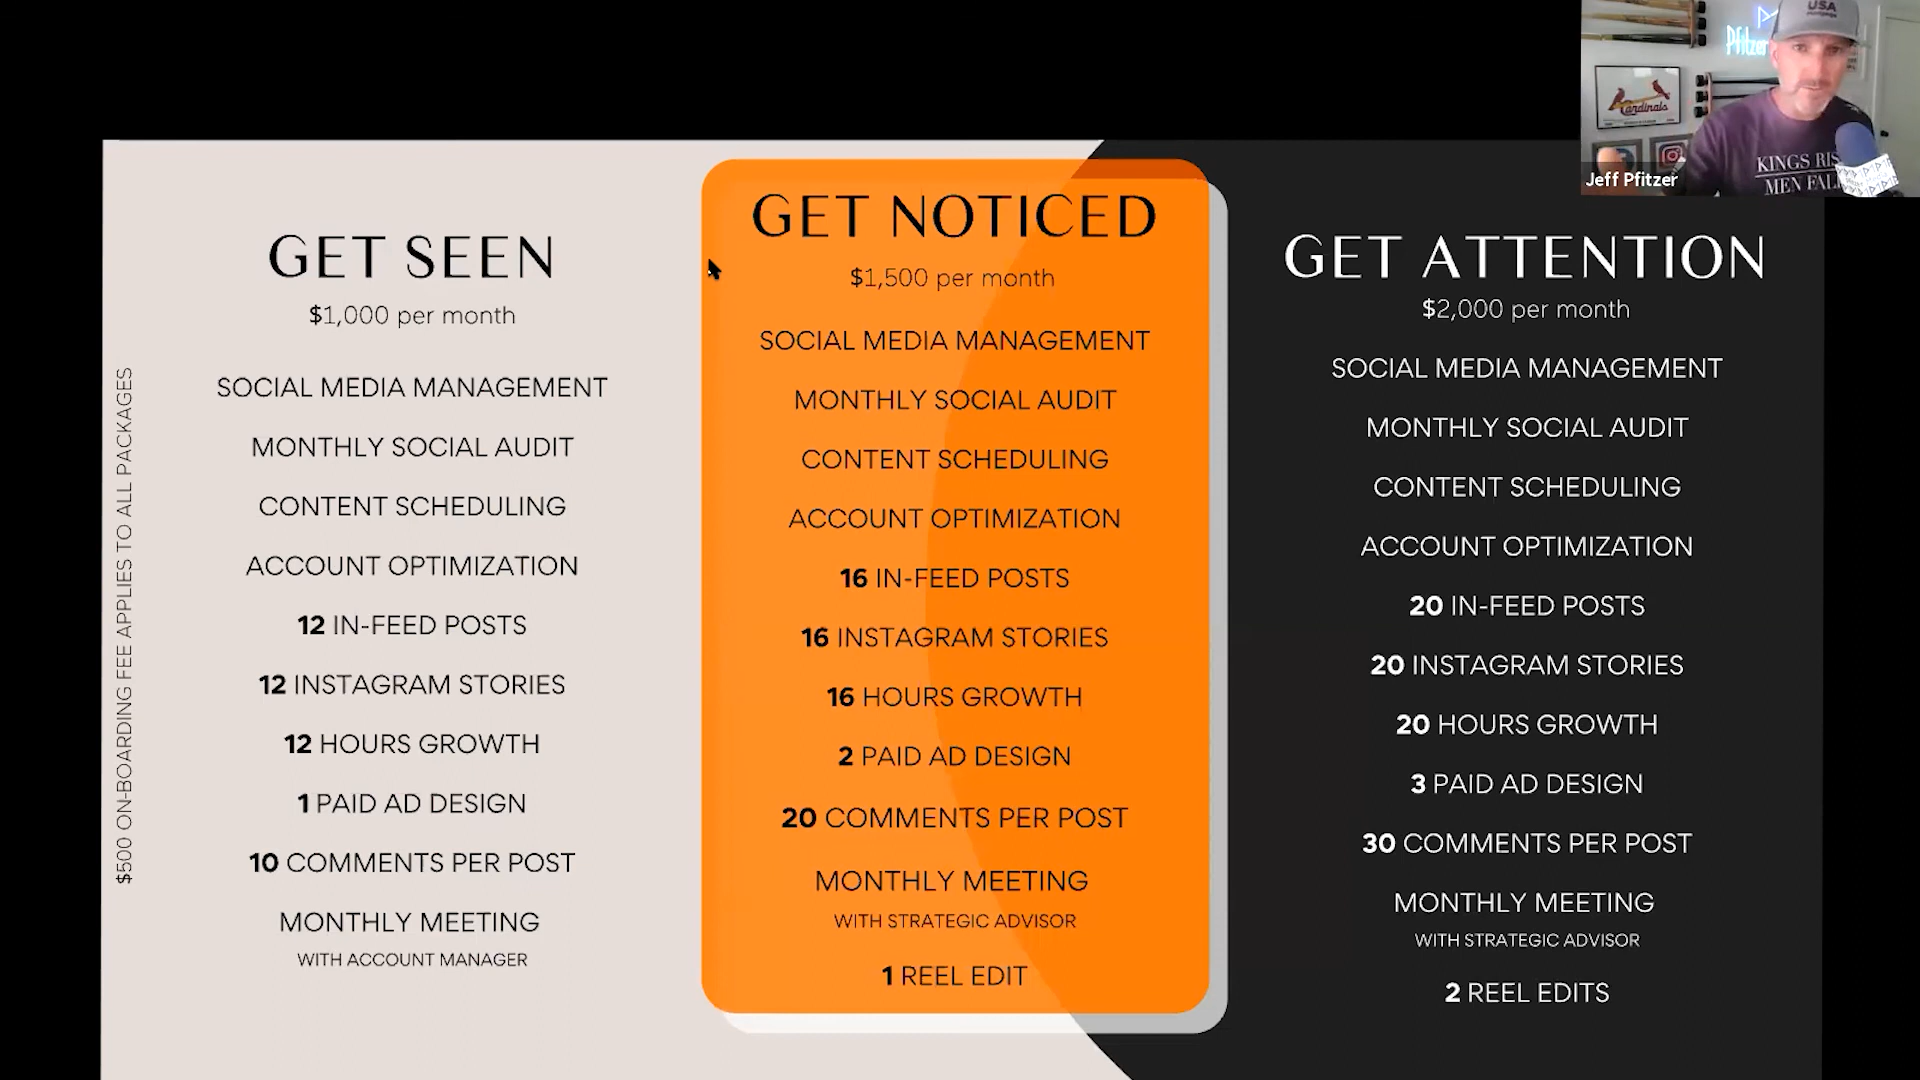 $500 ON-BOARDING FEE APPLIES TO ALL PACKAGES
GET SEEN
$1,000 per month
SOCIAL MEDIA MANAGEMENT
MONTHLY SOCIAL AUDIT
CONTENT SCHEDULING
ACCOUNT OPTIMIZATION
12 IN-FEED POSTS
12 INSTAGRAM STORIES
12 HOURS GROWTH
1 PAID AD DESIGN
10 COMMENTS PER POST
MONTHLY MEETING
WITH ACCOUNT MANAGER
GET NOTICED
$1,500 per month
SOCIAL MEDIA MANAGEMENT
MONTHLY SOCIAL AUDIT
CONTENT SCHEDULING
ACCOUNT OPTIMIZATION
16 IN-FEED POSTS
16 INSTAGRAM STORIES
16 HOURS GROWTH
2 PAID AD DESIGN
20 COMMENTS PER POST
MONTHLY MEETING
WITH STRATEGIC ADVISOR
1 REEL EDIT
GET ATTENTION
$2,000 per month
SOCIAL MEDIA MANAGEMENT
MONTHLY SOCIAL AUDIT
CONTENT SCHEDULING
ACCOUNT OPTIMIZATION
20 IN-FEED POSTS
20 INSTAGRAM STORIES
20 HOURS GROWTH
3 PAID AD DESIGN
30 COMMENTS PER POST
MONTHLY MEETING
WITH STRATEGIC ADVISOR
2 REEL EDITS
USA
Pfitze
Cardinals
KINGS RIS
MEN FAL
Jeff Pfitzer